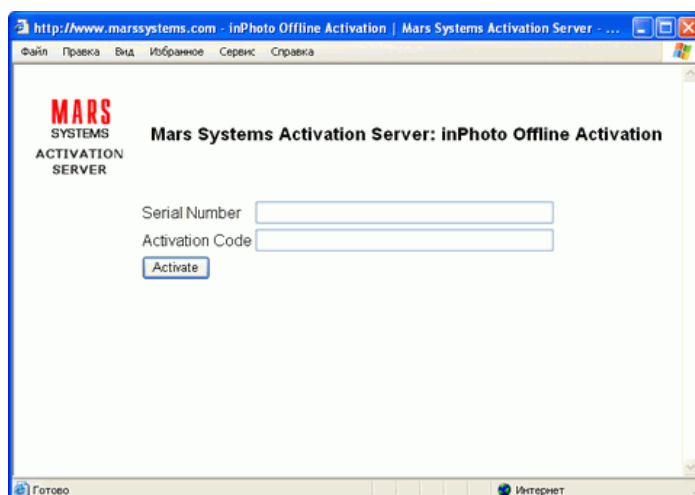 http://www.marssystems.com - inPhoto Offline Activation | Mars Systems Activation Server - ...
Файл Правка Вид Избранное Сервис Справка
MARS
SYSTEMS
ACTIVATION
SERVER
Mars Systems Activation Server: inPhoto Offline Activation
Serial Number
Activation Code
Activate
Готово Интернет